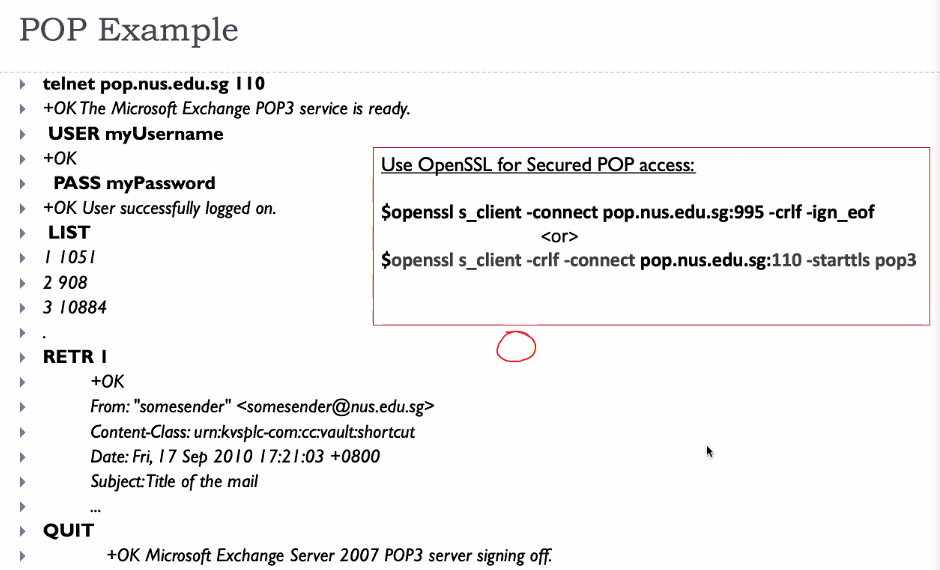 POP Example
telnet pop.nus.edu.sg 110
+OK The Microsoft Exchange POP3 service is ready.
USER myUsername
+OK
PASS myPassword
+OK User successfully logged on.
LIST
1 1051
2 908
3 10884
.
RETR 1
+OK
From: "somesender" <somesender@nus.edu.sg>
Content-Class: urn:kvsplc-com:cc:vault:shortcut
Date: Fri, 17 Sep 2010 17:21:03 +0800
Subject: Title of the mail
...
QUIT
+OK Microsoft Exchange Server 2007 POP3 server signing off.
Use OpenSSL for Secured POP access:
$openssl s_client -connect pop.nus.edu.sg:995 -crlf -ign_eof
<or>
$openssl s_client -crlf -connect pop.nus.edu.sg:110 -starttls pop3